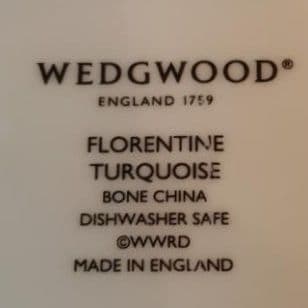 WEDGWOOD®
ENGLAND 1759
FLORENTINE
TURQUOISE
BONE CHINA
DISHWASHER SAFE
©WWRD
MADE IN ENGLAND